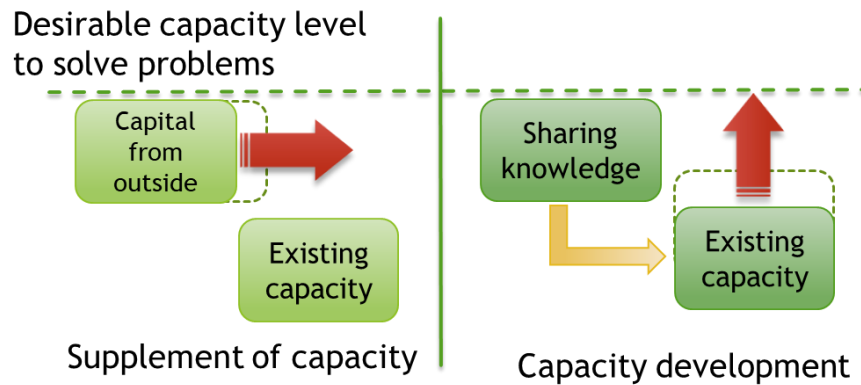 Desirable capacity level
to solve problems
Capital
from
outside
Existing
capacity
Supplement of capacity
Sharing
knowledge
Existing
capacity
Capacity development